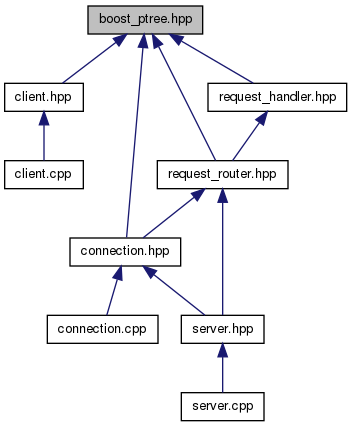 boost_ptree.hpp
client.hpp
request_handler.hpp
client.cpp
request_router.hpp
connection.hpp
connection.cpp
server.hpp
server.cpp